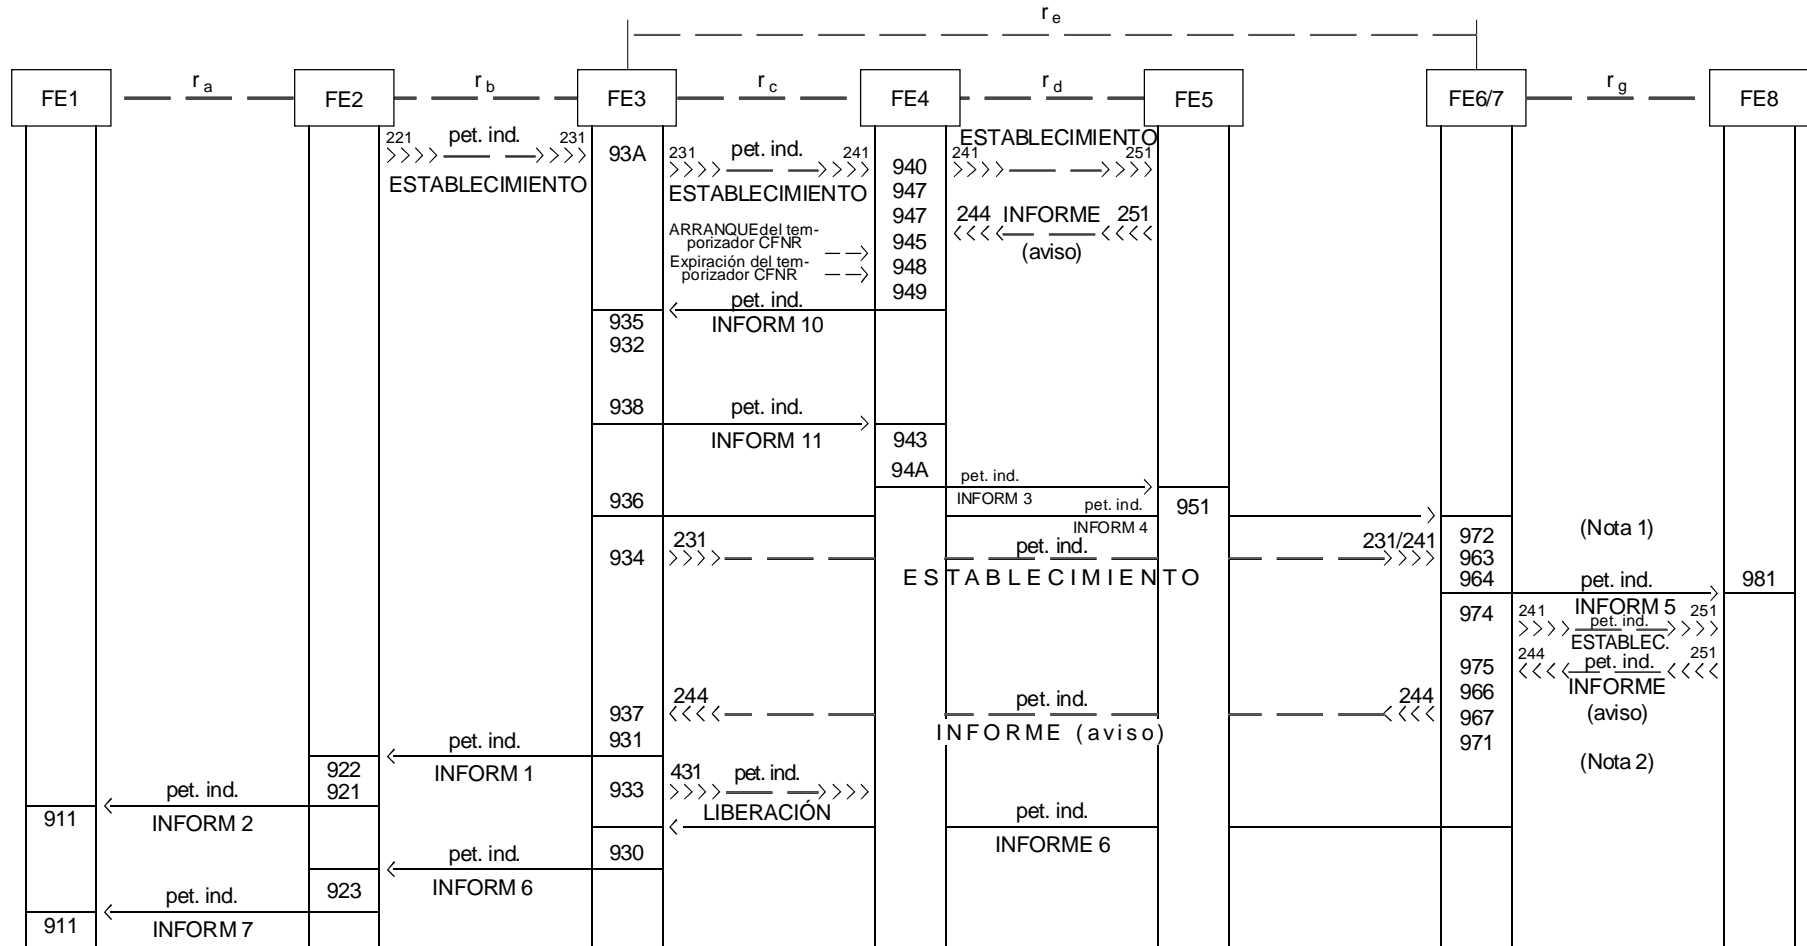 r e
FE1 r a FE2 r b FE3 r c FE4 r d FE5 FE6/7 r g FE8
221 pet. ind. 231
ESTABLECIMIENTO
93A
231 pet. ind. 241
ESTABLECIMIENTO
940
947
947
945
948
949
ESTABLECIMIENTO
241 251
244 INFORME 251
(aviso)
ARRANQUE del tem-
porizador CFNR
Expiración del tem-
porizador CFNR
pet. ind.
INFORM 10
935
932
938
pet. ind.
INFORM 11
943
94A
pet. ind.
INFORM 3
951
936
pet. ind.
INFORM 4
972
963
964
(Nota 1)
934
231 pet. ind. 231/241
ESTABLECIMIENTO
pet. ind.
INFORM 5
981
974
241 pet. ind. 251
ESTABLEC.
244 pet. ind. 251
INFORME
(aviso)
975
966
967
971
(Nota 2)
937
931
244 pet. ind. 244
INFORME (aviso)
pet. ind.
INFORM 1
922
921
933
431 pet. ind.
LIBERACIÓN
pet. ind.
INFORM 2
911
pet. ind.
INFORME 6
930
pet. ind.
INFORM 6
923
pet. ind.
INFORM 7
911